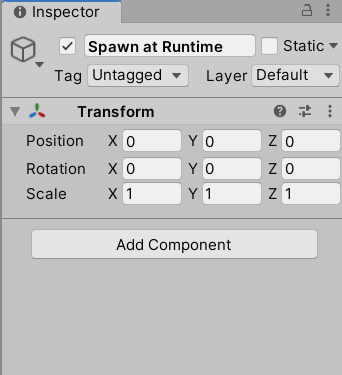 Inspector
Spawn at Runtime Static
Tag Untagged Layer Default
Transform
Position X 0 Y 0 Z 0
Rotation X 0 Y 0 Z 0
Scale X 1 Y 1 Z 1
Add Component